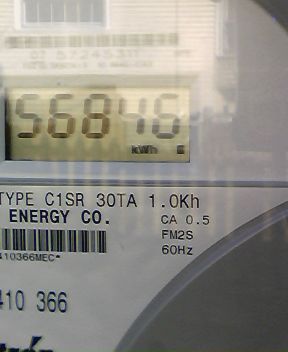 56846
kWh E
TYPE C1SR 30TA 1.0Kh
ENERGY CO.
CA 0.5
FM2S
60Hz
410366MEC*
410 366